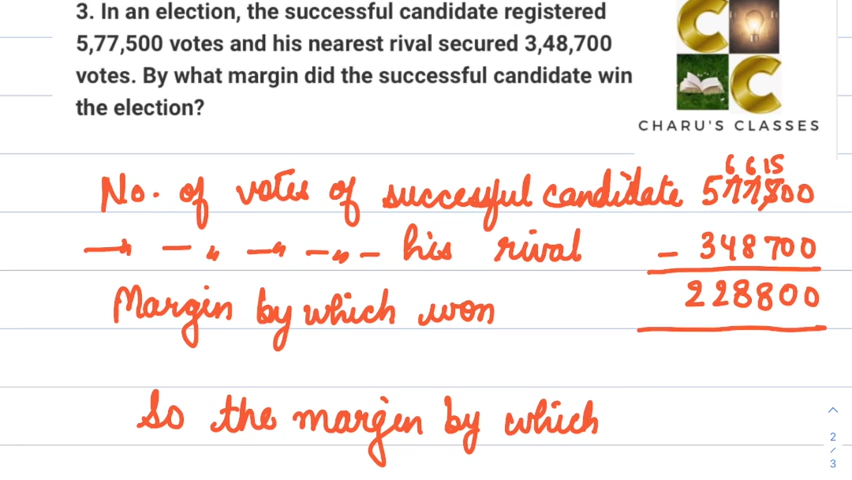 3. In an election, the successful candidate registered
5,77,500 votes and his nearest rival secured 3,48,700
votes. By what margin did the successful candidate win
the election?
C C
CHARU'S CLASSES
6 6 15
No. of votes of successful candidate 577500
— " — " — " — " — his rival - 348700
Margin by which won 228800
So the margin by which
2
/
3